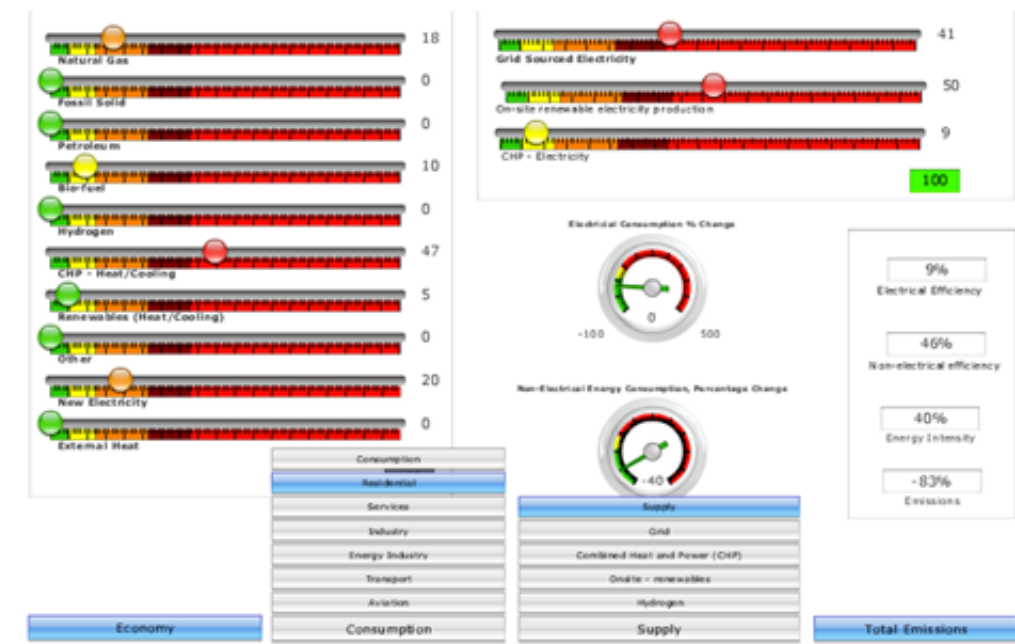 18
Natural Gas
0
Fossil Solid
0
Petroleum
10
Bio-fuel
0
Hydrogen
47
CHP - Heat/Cooling
5
Renewables (Heat/Cooling)
0
Other
20
New Electricity
0
External Heat
41
Grid Sourced Electricity
50
On-site renewable electricity production
9
CHP - Electricity
100
Electricial Consumption % Change
0
-100
500
Non-Electrical Energy Consumption, Percentage Change
-40
9%
Electrical Efficiency
46%
Non-electrical efficiency
40%
Energy Intensity
-83%
Emissions
Consumption
Residential
Services
Industry
Energy Industry
Transport
Aviation
Supply
Grid
Combined Heat and Power (CHP)
Onsite - renewables
Hydrogen
Economy
Consumption
Supply
Total Emissions